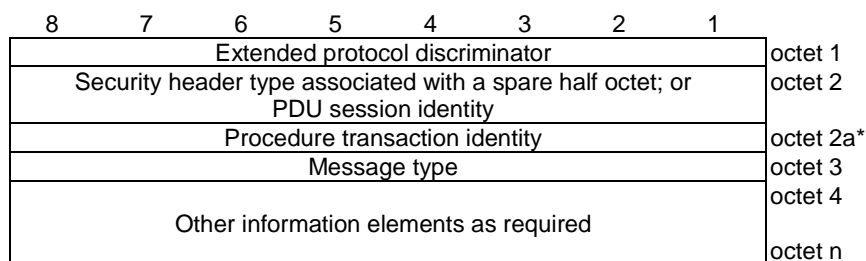 8 7 6 5 4 3 2 1
Extended protocol discriminator octet 1
Security header type associated with a spare half octet; or octet 2
PDU session identity
Procedure transaction identity octet 2a*
Message type octet 3
octet 4
Other information elements as required
octet n